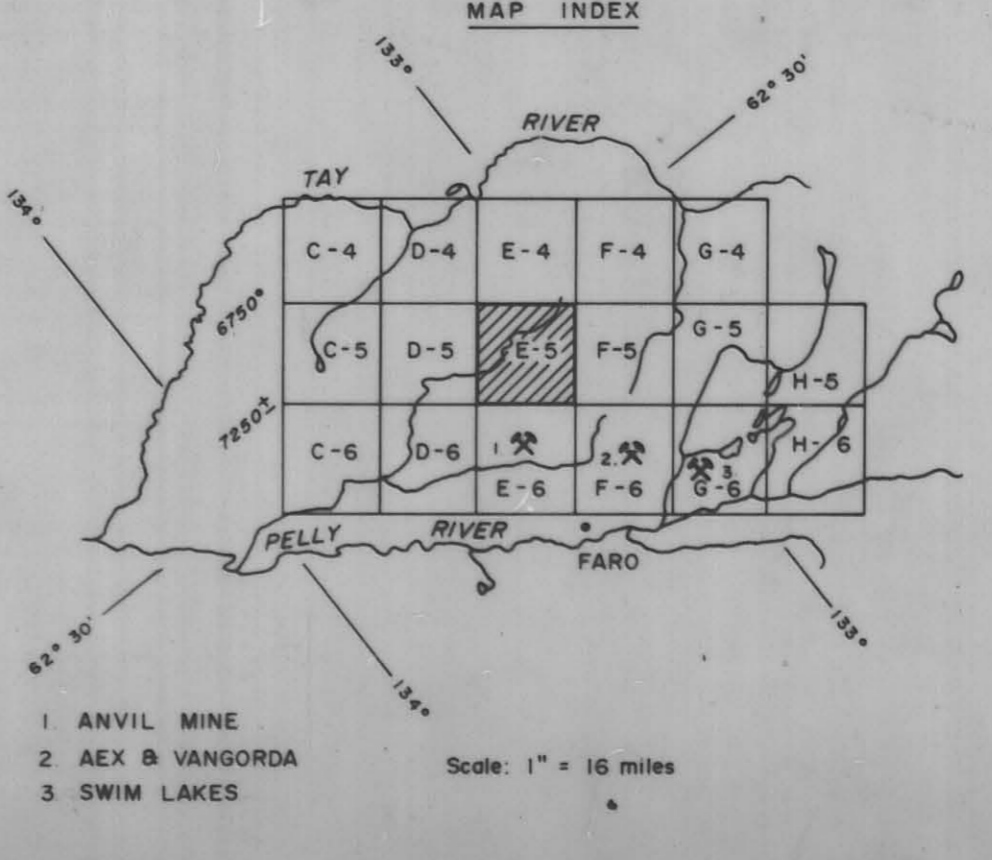 MAP INDEX
133°
62° 30'
RIVER
TAY
134°
C-4
D-4
E-4
F-4
G-4
6750°
C-5
D-5
E-5
F-5
G-5
H-5
7250±
C-6
D-6
1.
E-6
2.
F-6
3.
G-6
H-6
PELLY
RIVER
FARO
62° 30'
134°
133°
1. ANVIL MINE
2. AEX & VANGORDA
3. SWIM LAKES
Scale: 1" = 16 miles